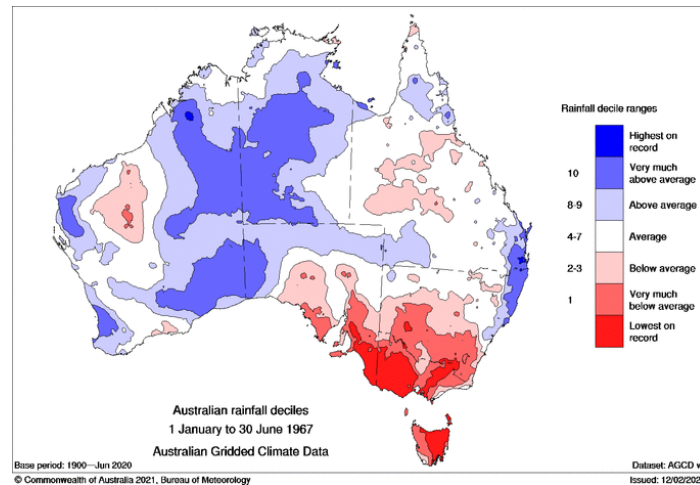 Rainfall decile ranges
Highest on
record
10
Very much
above average
8-9
Above average
4-7
Average
2-3
Below average
1
Very much
below average
Lowest on
record
Australian rainfall deciles
1 January to 30 June 1967
Australian Gridded Climate Data
Base period: 1900—Jun 2020
Dataset: AGCD v
© Commonwealth of Australia 2021, Bureau of Meteorology
Issued: 12/02/202